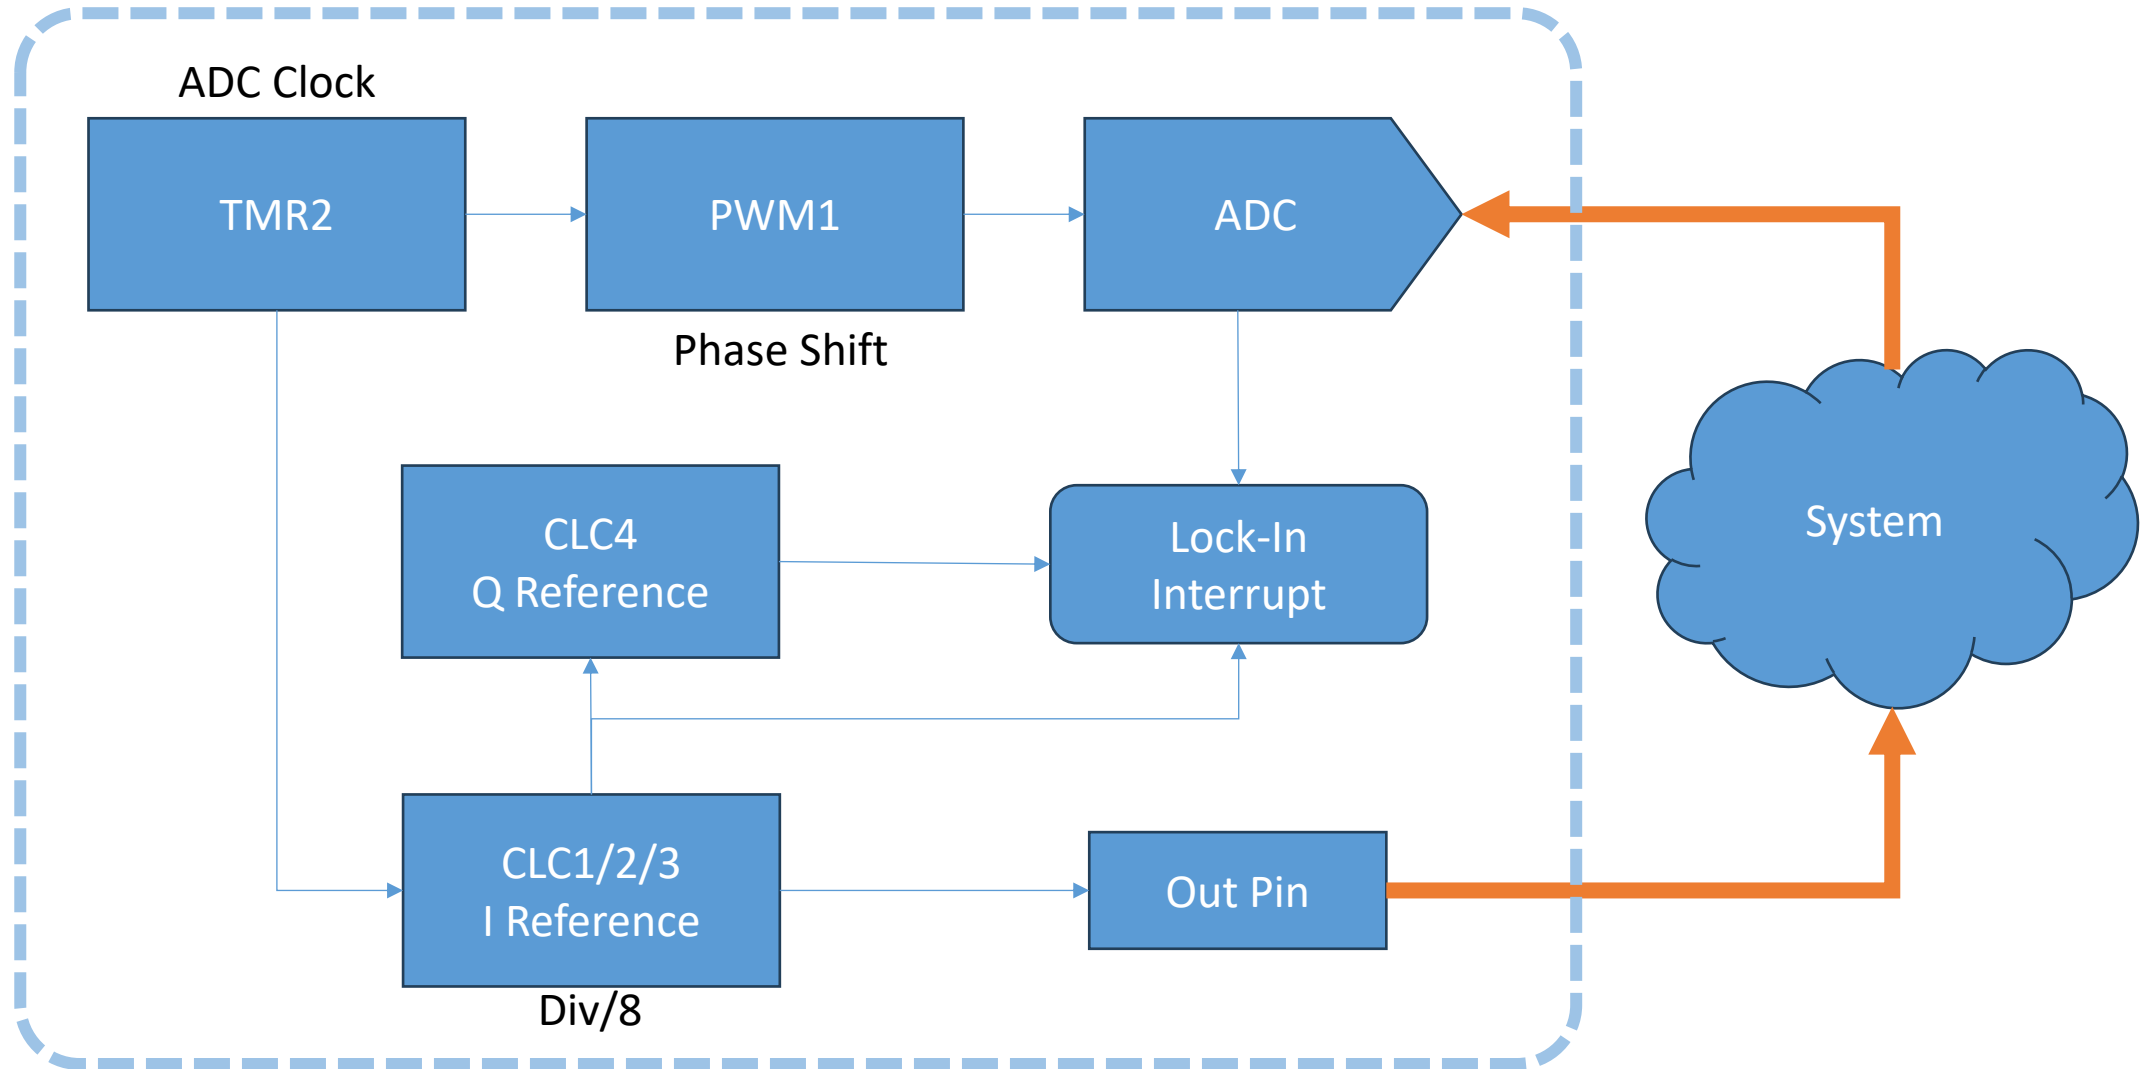 ADC Clock
TMR2
PWM1
ADC
Phase Shift
CLC4
Q Reference
Lock-In
Interrupt
System
CLC1/2/3
I Reference
Out Pin
Div/8